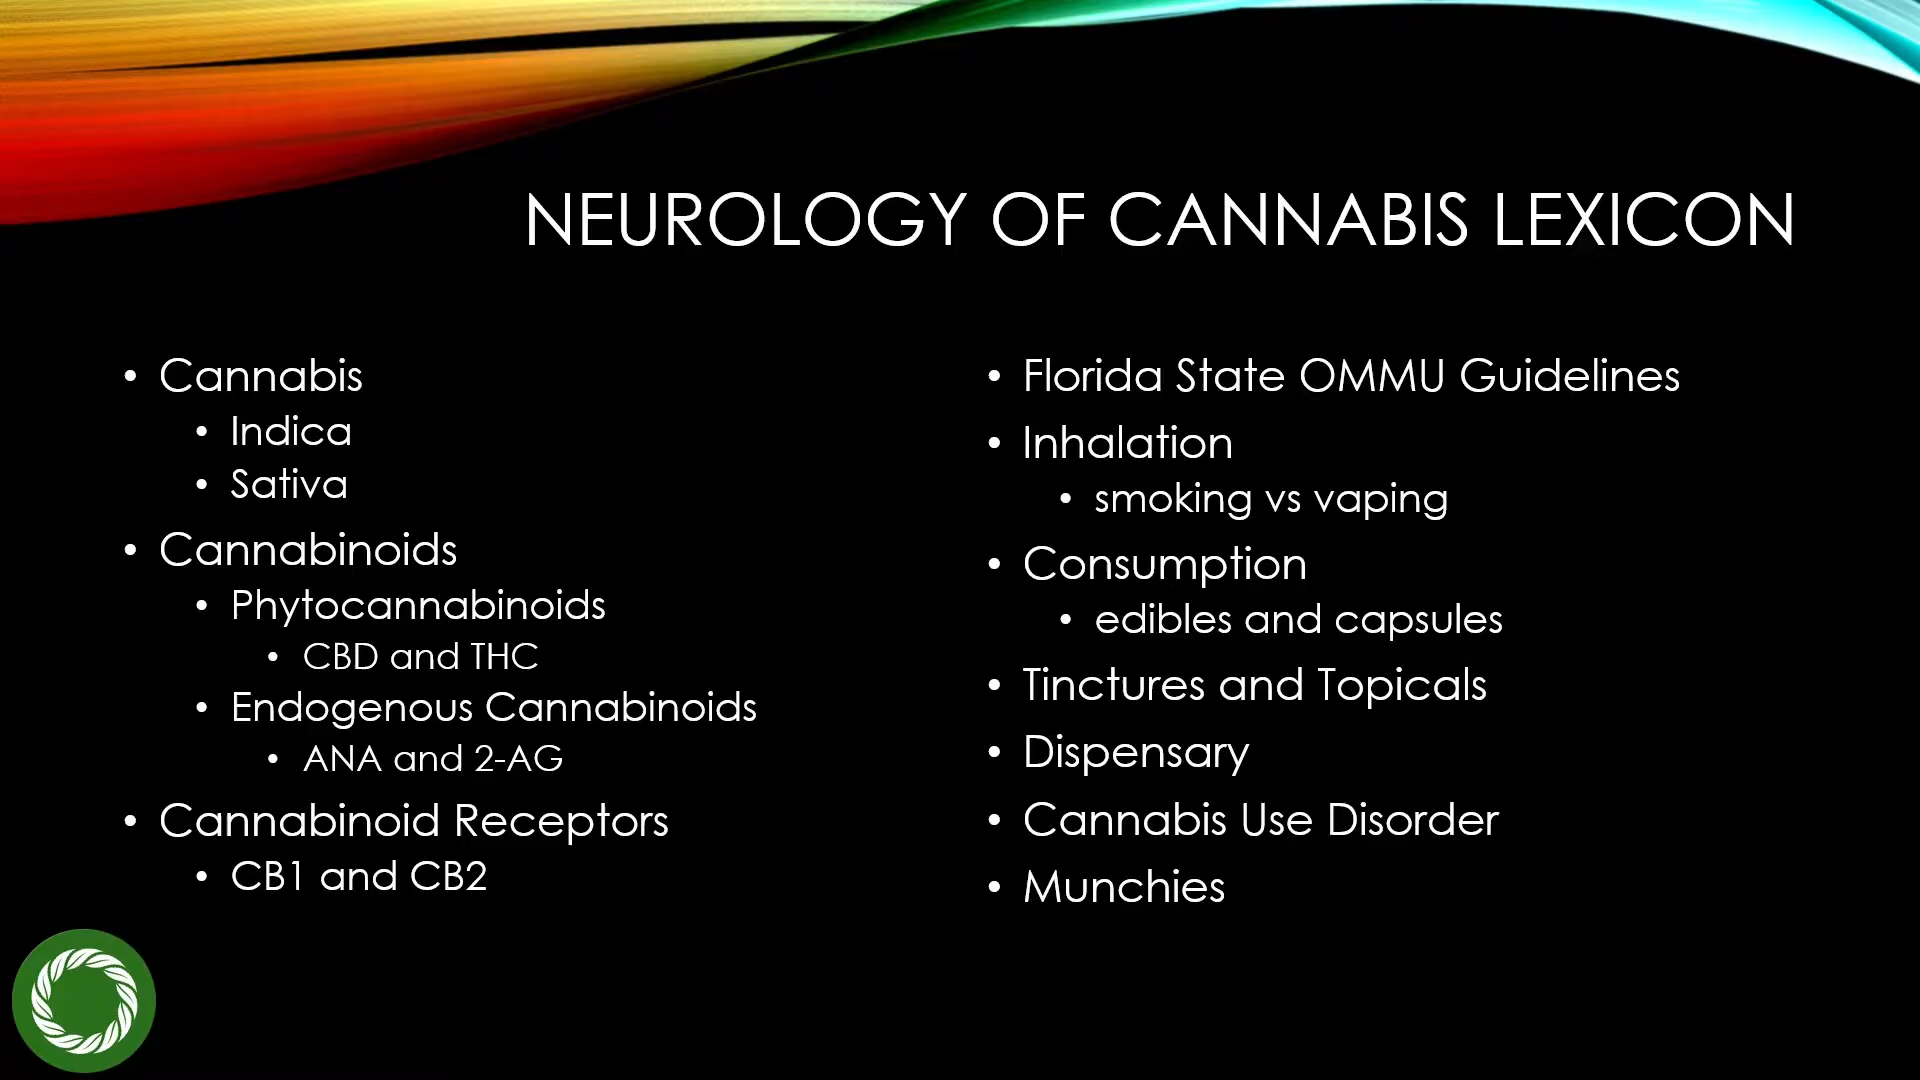 NEUROLOGY OF CANNABIS LEXICON
• Cannabis
• Indica
• Sativa
• Cannabinoids
• Phytocannabinoids
• CBD and THC
• Endogenous Cannabinoids
• ANA and 2-AG
• Cannabinoid Receptors
• CB1 and CB2
• Florida State OMMU Guidelines
• Inhalation
• smoking vs vaping
• Consumption
• edibles and capsules
• Tinctures and Topicals
• Dispensary
• Cannabis Use Disorder
• Munchies